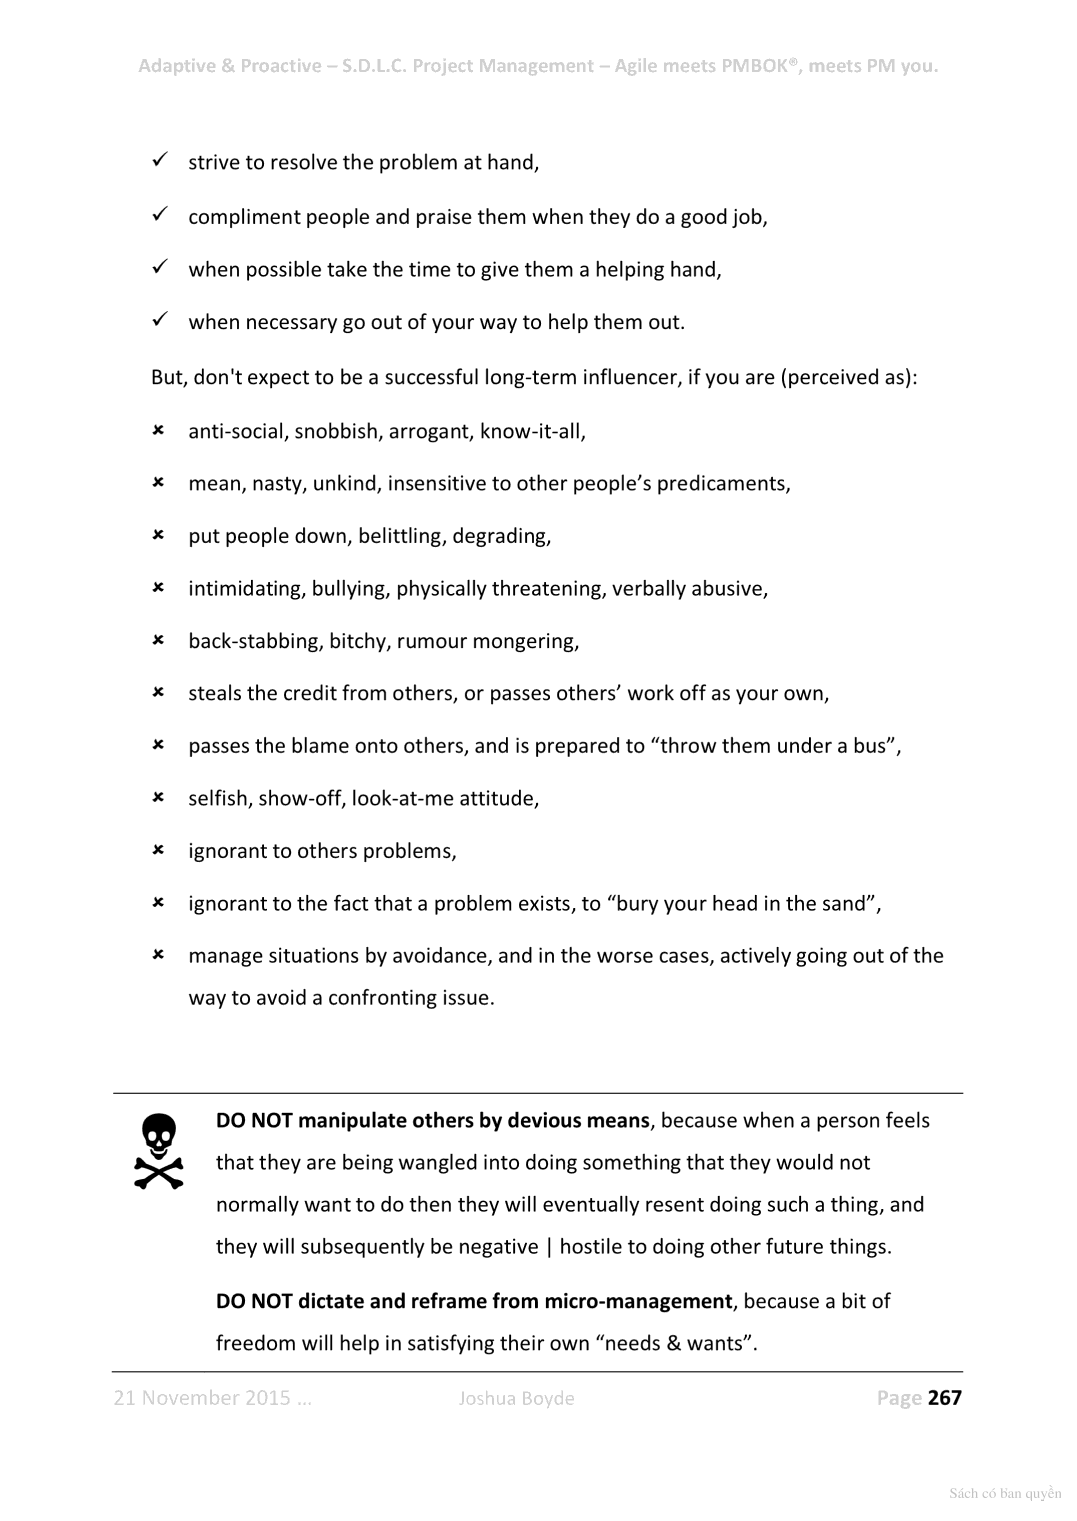 Adaptive & Proactive – S.D.L.C. Project Management – Agile meets PMBOK®, meets PM you.
✓ strive to resolve the problem at hand,
✓ compliment people and praise them when they do a good job,
✓ when possible take the time to give them a helping hand,
✓ when necessary go out of your way to help them out.
But, don't expect to be a successful long-term influencer, if you are (perceived as):
× anti-social, snobbish, arrogant, know-it-all,
× mean, nasty, unkind, insensitive to other people’s predicaments,
× put people down, belittling, degrading,
× intimidating, bullying, physically threatening, verbally abusive,
× back-stabbing, bitchy, rumour mongering,
× steals the credit from others, or passes others’ work off as your own,
× passes the blame onto others, and is prepared to “throw them under a bus”,
× selfish, show-off, look-at-me attitude,
× ignorant to others problems,
× ignorant to the fact that a problem exists, to “bury your head in the sand”,
× manage situations by avoidance, and in the worse cases, actively going out of the
way to avoid a confronting issue.
DO NOT manipulate others by devious means, because when a person feels
that they are being wangled into doing something that they would not
normally want to do then they will eventually resent doing such a thing, and
they will subsequently be negative | hostile to doing other future things.
DO NOT dictate and reframe from micro-management, because a bit of
freedom will help in satisfying their own “needs & wants”.
21 November 2015 ... Joshua Boyde Page 267
Sách có bản quyền